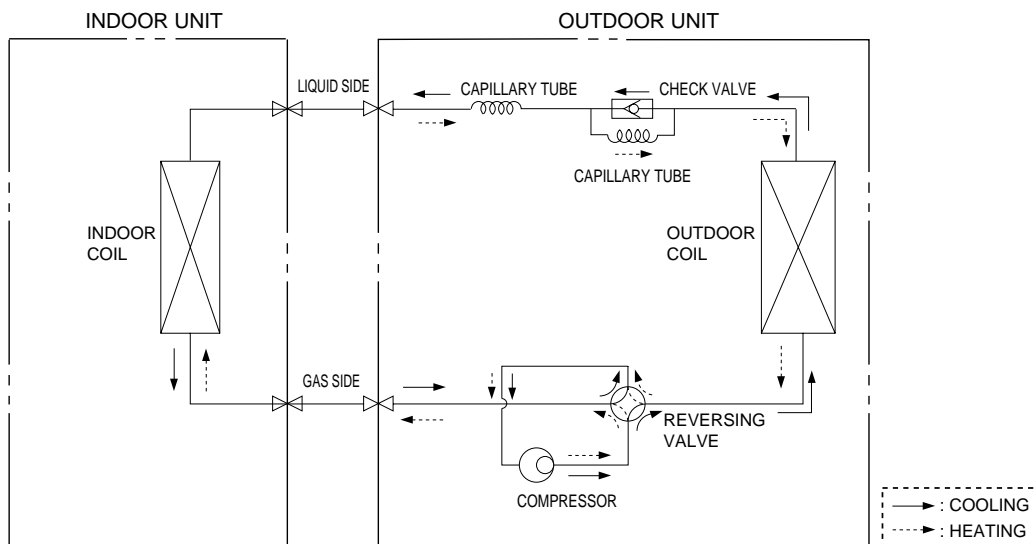 INDOOR UNIT
OUTDOOR UNIT
LIQUID SIDE
CAPILLARY TUBE
CHECK VALVE
CAPILLARY TUBE
INDOOR
COIL
OUTDOOR
COIL
GAS SIDE
REVERSING
VALVE
COMPRESSOR
: COOLING
: HEATING